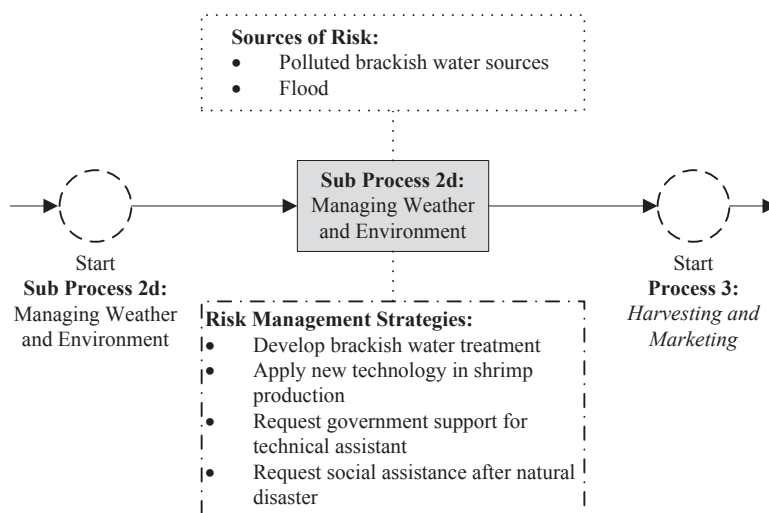 Sources of Risk:
• Polluted brackish water sources
• Flood
Start
Sub Process 2d:
Managing Weather
and Environment
Sub Process 2d:
Managing Weather
and Environment
Start
Process 3:
Harvesting and
Marketing
Risk Management Strategies:
• Develop brackish water treatment
• Apply new technology in shrimp
production
• Request government support for
technical assistant
• Request social assistance after natural
disaster